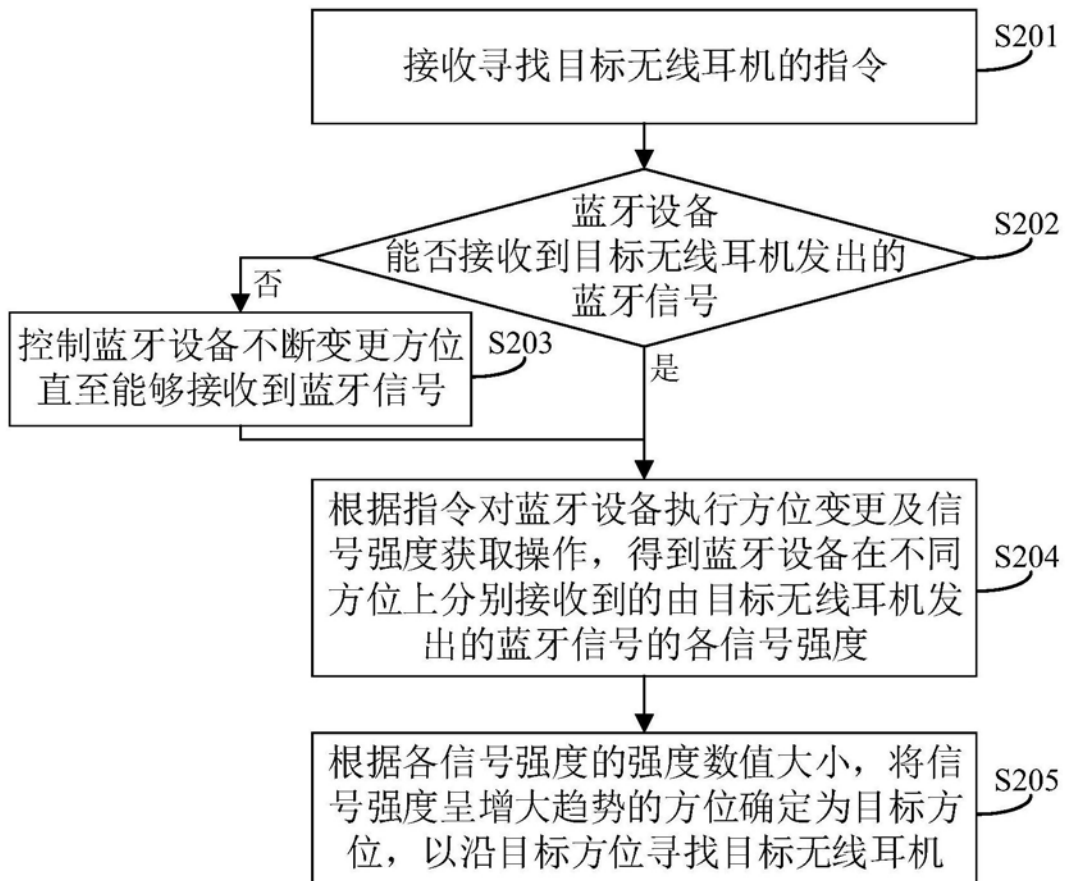 S201
接收寻找目标无线耳机的指令
蓝牙设备
能否接收到目标无线耳机发出的
蓝牙信号
S202
否
控制蓝牙设备不断变更方位
直至能够接收到蓝牙信号
S203
是
根据指令对蓝牙设备执行方位变更及信
号强度获取操作，得到蓝牙设备在不同
方位上分别接收到的由目标无线耳机发
出的蓝牙信号的各信号强度
S204
根据各信号强度的强度数值大小，将信
号强度呈增大趋势的方位确定为目标方
位，以沿目标方位寻找目标无线耳机
S205